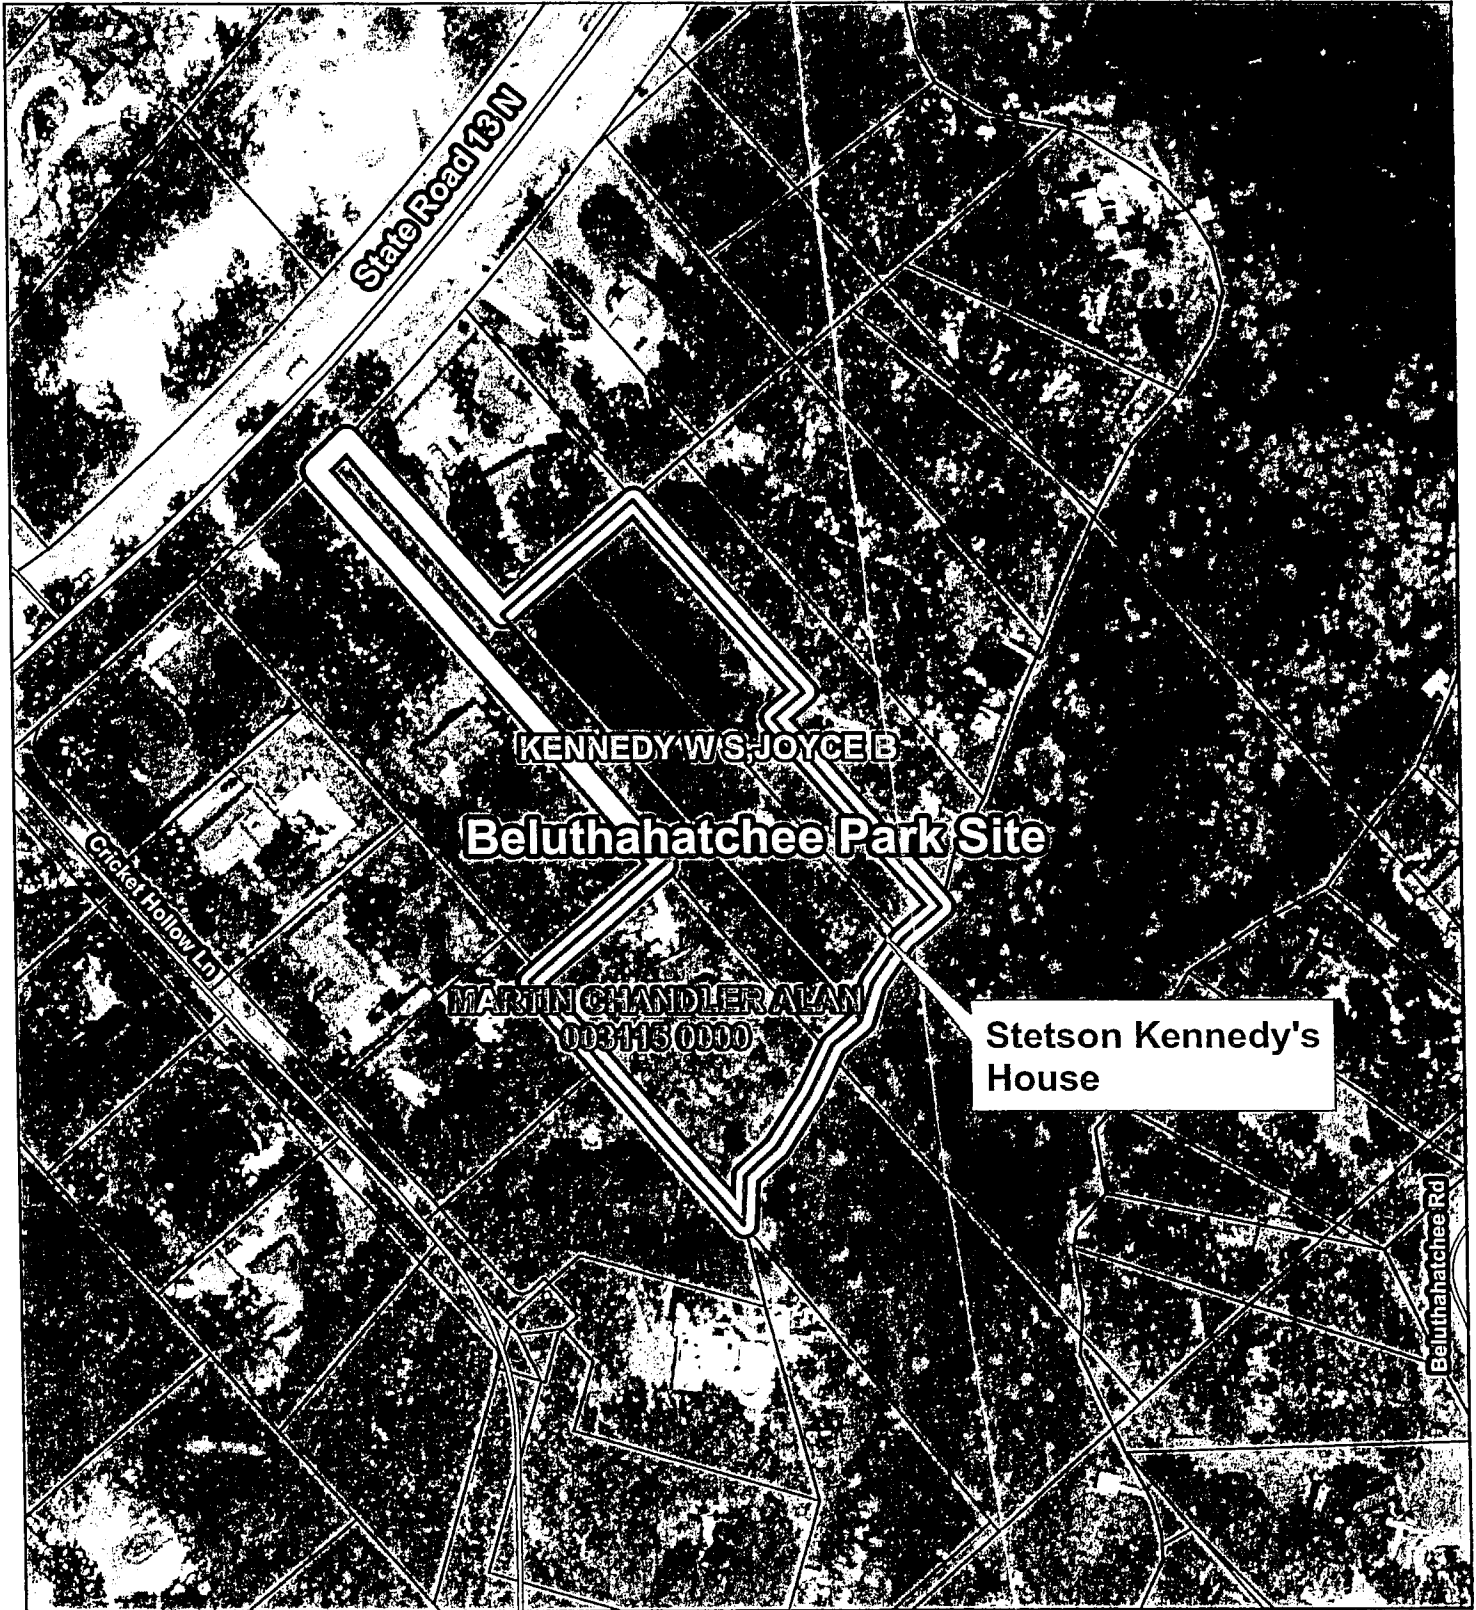 State Road 13 N
KENNEDY W S,JOYCE B
Beluthahatchee Park Site
Cricket Hollow Ln
MARTIN CHANDLER ALAN
003115 0000
Stetson Kennedy's
House
Beluthahatchee Rd